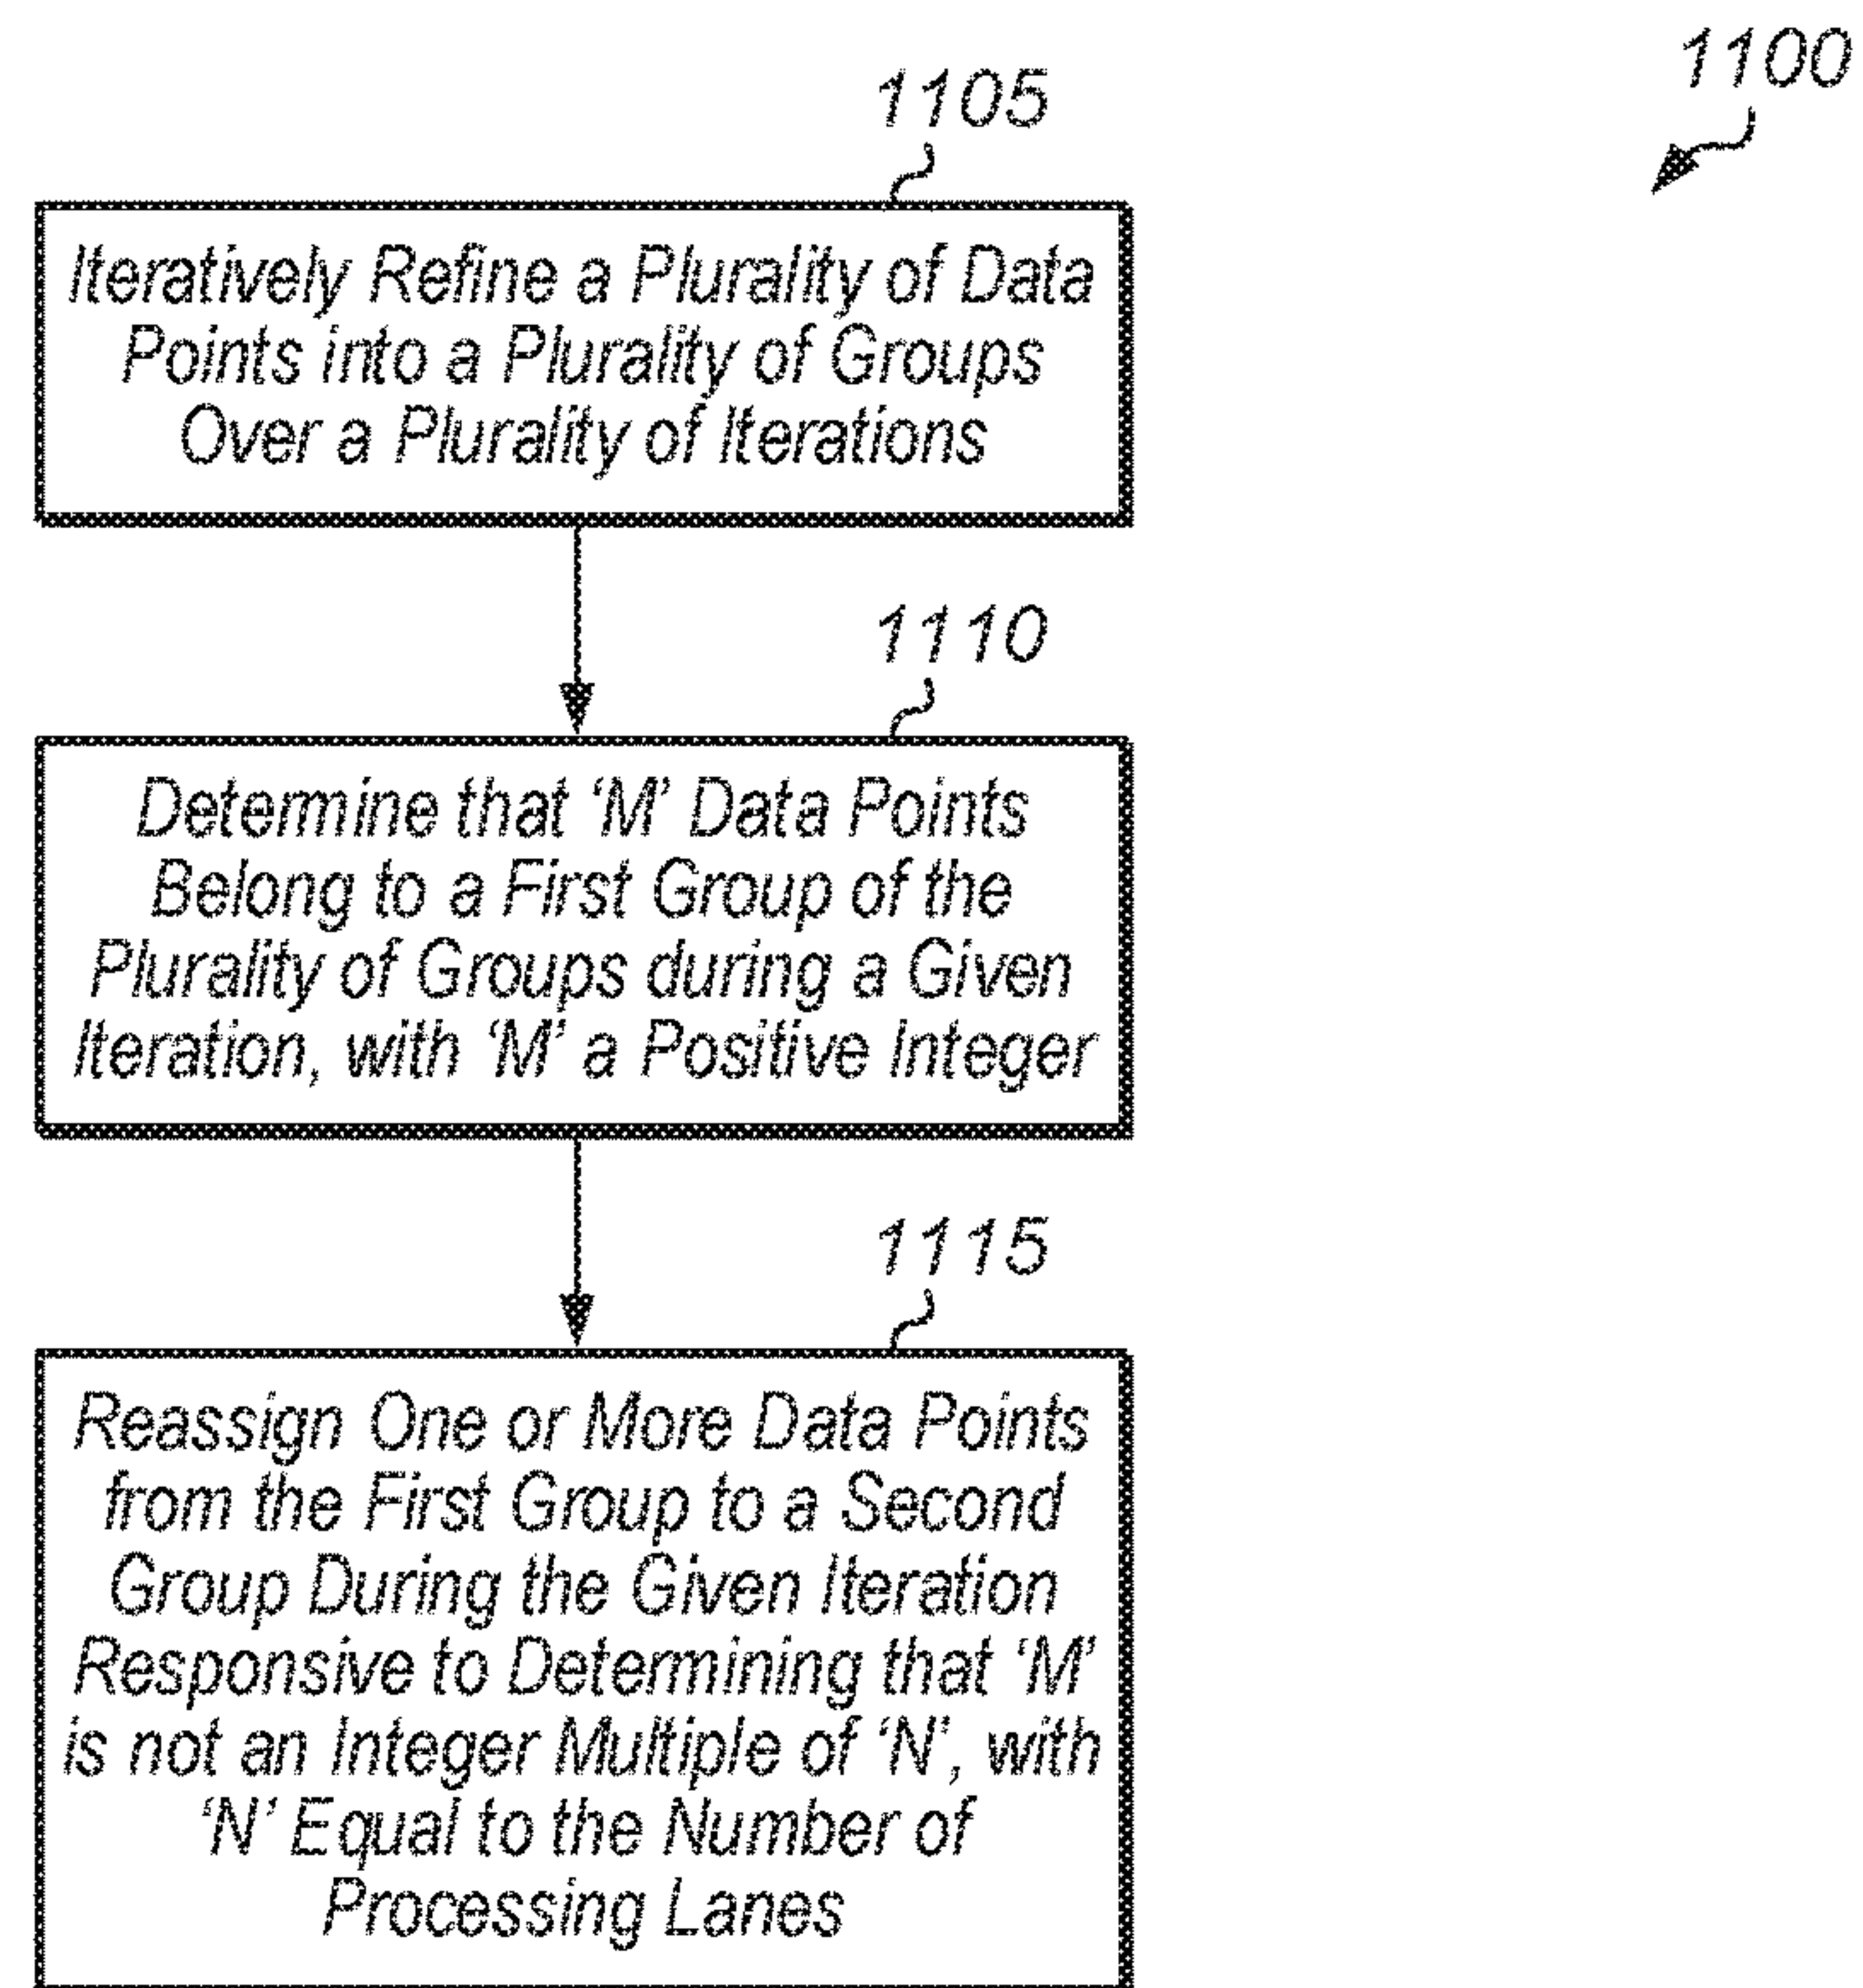 1100
1105
Iteratively Refine a Plurality of Data
Points into a Plurality of Groups
Over a Plurality of Iterations
1110
Determine that ‘M’ Data Points
Belong to a First Group of the
Plurality of Groups during a Given
Iteration, with ‘M’ a Positive Integer
1115
Reassign One or More Data Points
from the First Group to a Second
Group During the Given Iteration
Responsive to Determining that ‘M’
is not an Integer Multiple of ‘N’, with
‘N’ Equal to the Number of
Processing Lanes